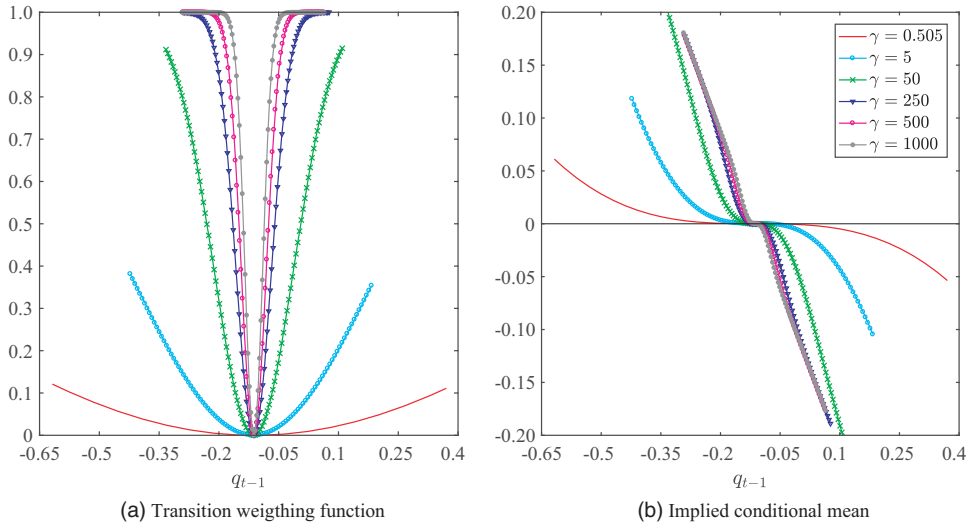 1.0
0.9
0.8
0.7
0.6
0.5
0.4
0.3
0.2
0.1
0
-0.65 -0.5 -0.35 -0.2 -0.05 0.1 0.25 0.4
q_{t−1}
(a) Transition weigthing function
0.20
0.15
0.10
0.05
0
-0.05
-0.10
-0.15
-0.20
-0.65 -0.5 -0.35 -0.2 -0.05 0.1 0.25 0.4
q_{t−1}
γ = 0.505
γ = 5
γ = 50
γ = 250
γ = 500
γ = 1000
(b) Implied conditional mean